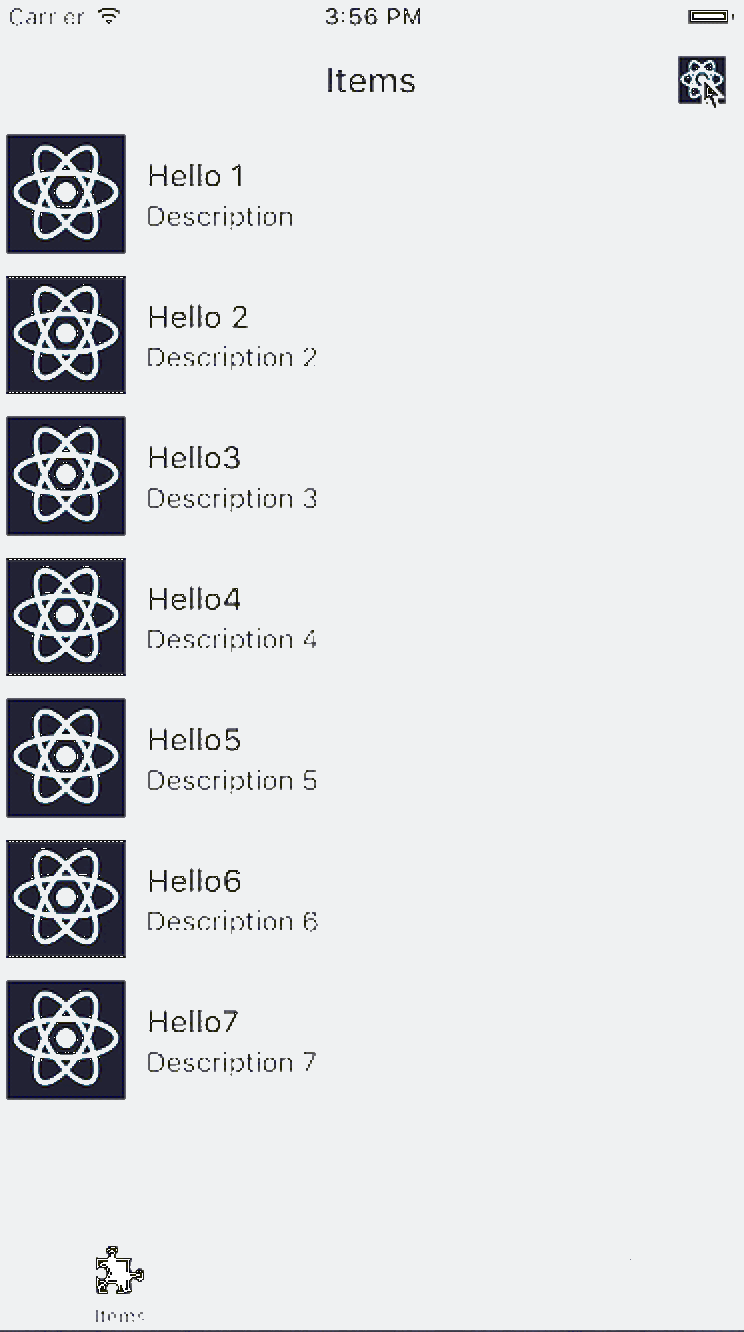 Carrier 3:56 PM
Items
Hello 1
Description
Hello 2
Description 2
Hello3
Description 3
Hello4
Description 4
Hello5
Description 5
Hello6
Description 6
Hello7
Description 7
Items